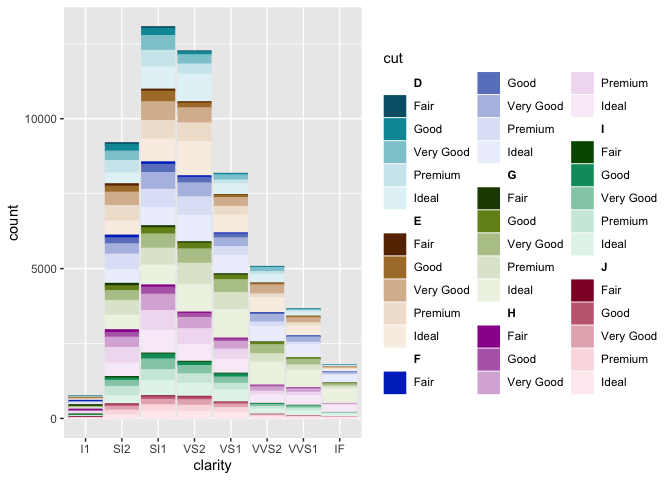 count
10000
5000
0
I1
SI2
SI1
VS2
VS1
VVS2
VVS1
IF
clarity
cut
D
Fair
Good
Very Good
Premium
Ideal
E
Fair
Good
Very Good
Premium
Ideal
F
Fair
Good
Very Good
Premium
Ideal
G
Fair
Good
Very Good
Premium
Ideal
H
Fair
Good
Very Good
Premium
Ideal
I
Fair
Good
Very Good
Premium
Ideal
J
Fair
Good
Very Good
Premium
Ideal